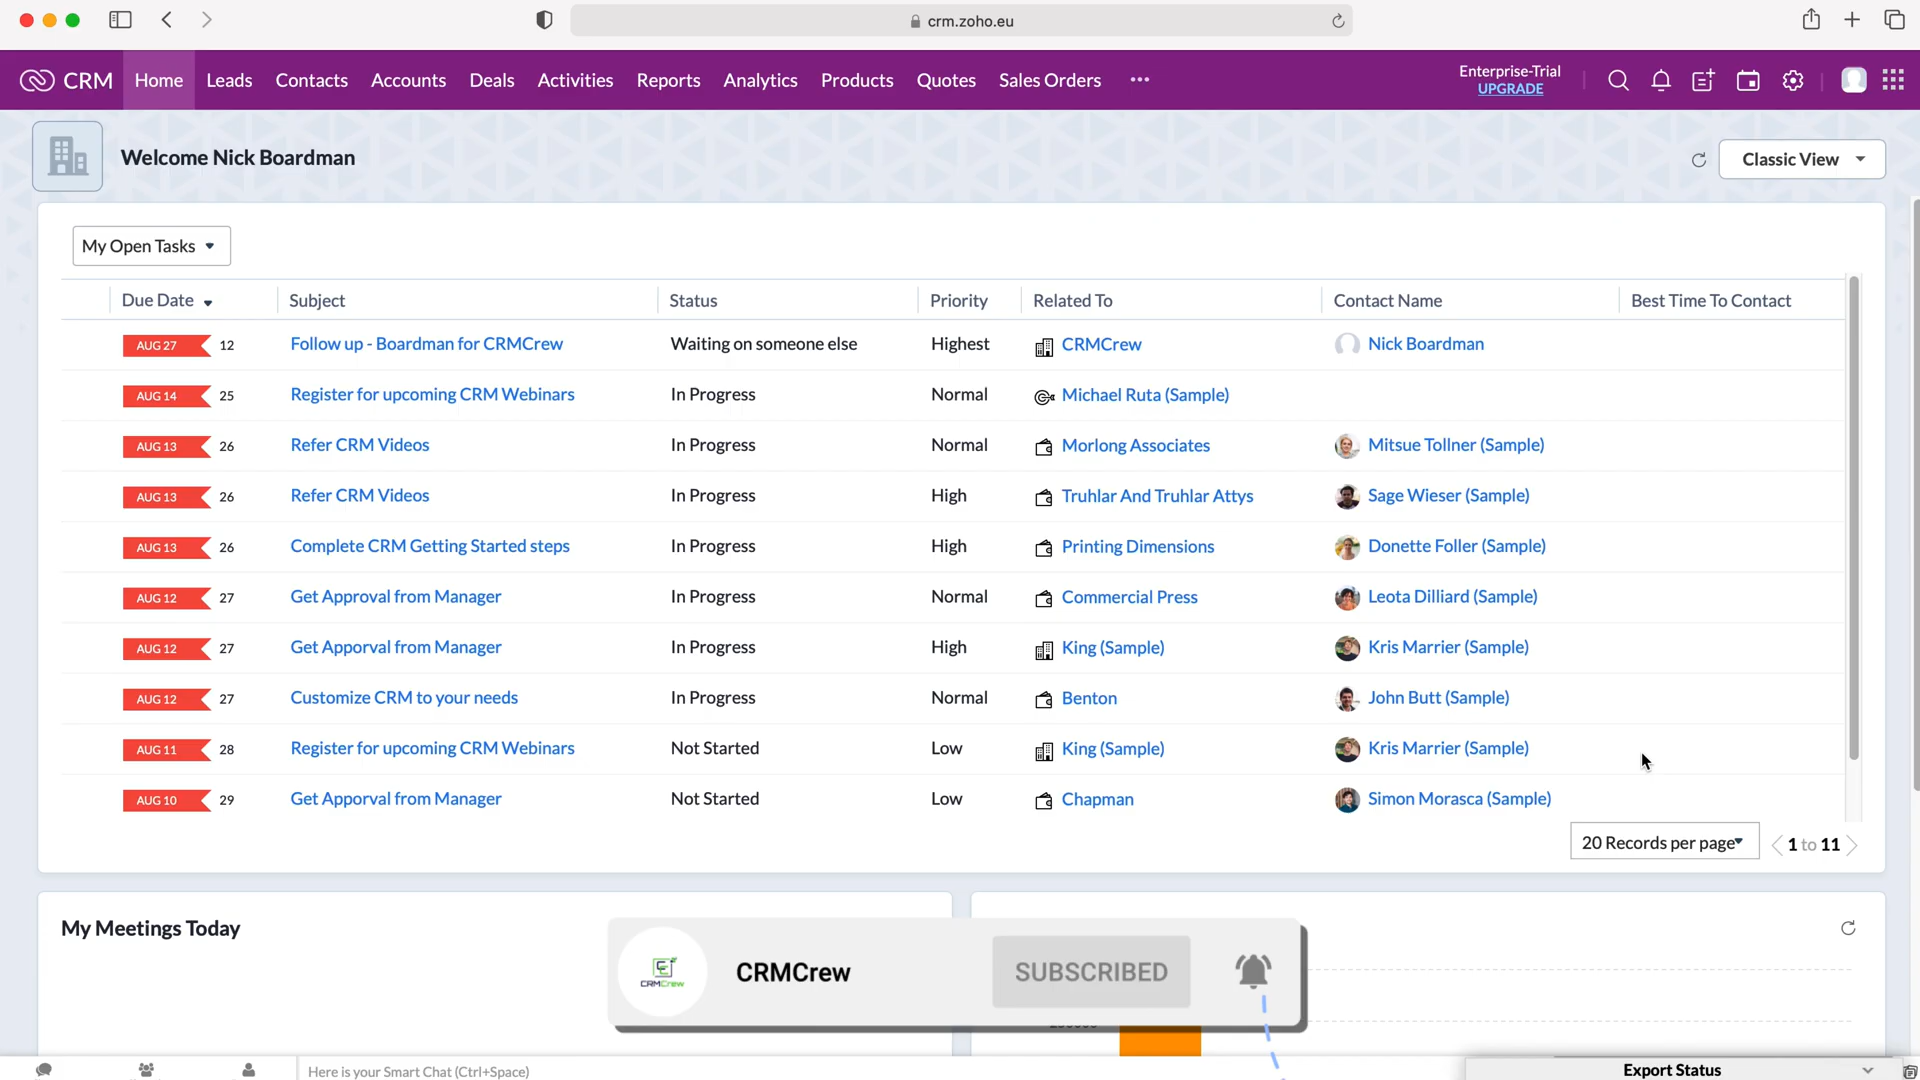 crm.zoho.eu
CRM Home Leads Contacts Accounts Deals Activities Reports Analytics Products Quotes Sales Orders ••• Enterprise-Trial
UPGRADE
Welcome Nick Boardman
Classic View
My Open Tasks
Due Date Subject Status Priority Related To Contact Name Best Time To Contact
AUG 27 12 Follow up - Boardman for CRMCrew Waiting on someone else Highest CRMCrew Nick Boardman
AUG 14 25 Register for upcoming CRM Webinars In Progress Normal Michael Ruta (Sample)
AUG 13 26 Refer CRM Videos In Progress Normal Morlong Associates Mitsue Tollner (Sample)
AUG 13 26 Refer CRM Videos In Progress High Truhlar And Truhlar Attys Sage Wieser (Sample)
AUG 13 26 Complete CRM Getting Started steps In Progress High Printing Dimensions Donette Foller (Sample)
AUG 12 27 Get Approval from Manager In Progress Normal Commercial Press Leota Dilliard (Sample)
AUG 12 27 Get Apporval from Manager In Progress High King (Sample) Kris Marrier (Sample)
AUG 12 27 Customize CRM to your needs In Progress Normal Benton John Butt (Sample)
AUG 11 28 Register for upcoming CRM Webinars Not Started Low King (Sample) Kris Marrier (Sample)
AUG 10 29 Get Apporval from Manager Not Started Low Chapman Simon Morasca (Sample)
20 Records per page 1 to 11
My Meetings Today
CRMCrew
CRMCrew SUBSCRIBED
Here is your Smart Chat (Ctrl+Space)
Export Status